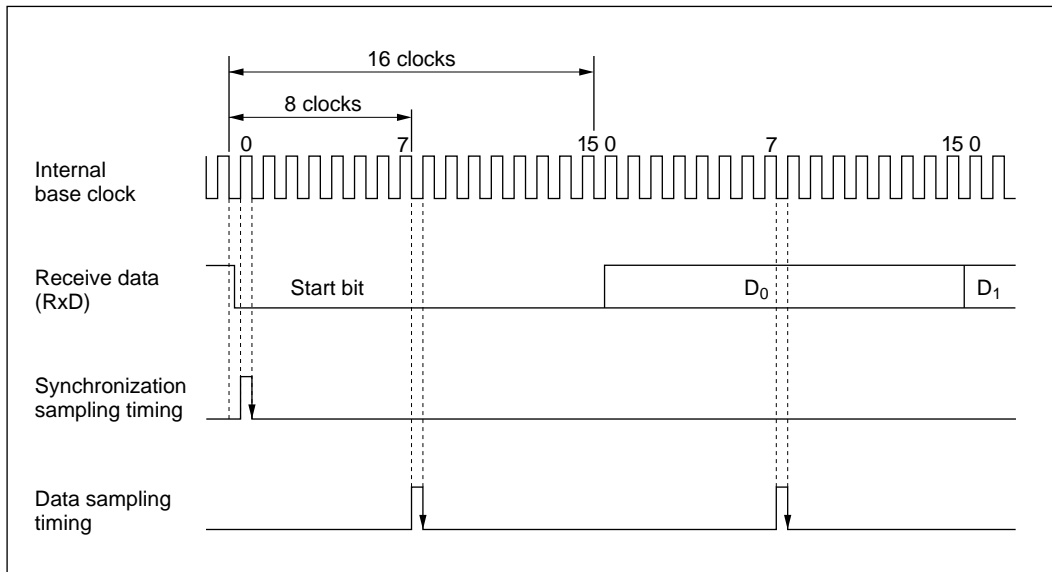 16 clocks
8 clocks
0 7 15 0 7 15 0
Internal
base clock
Receive data
(RxD)
Start bit D₀ D₁
Synchronization
sampling timing
Data sampling
timing